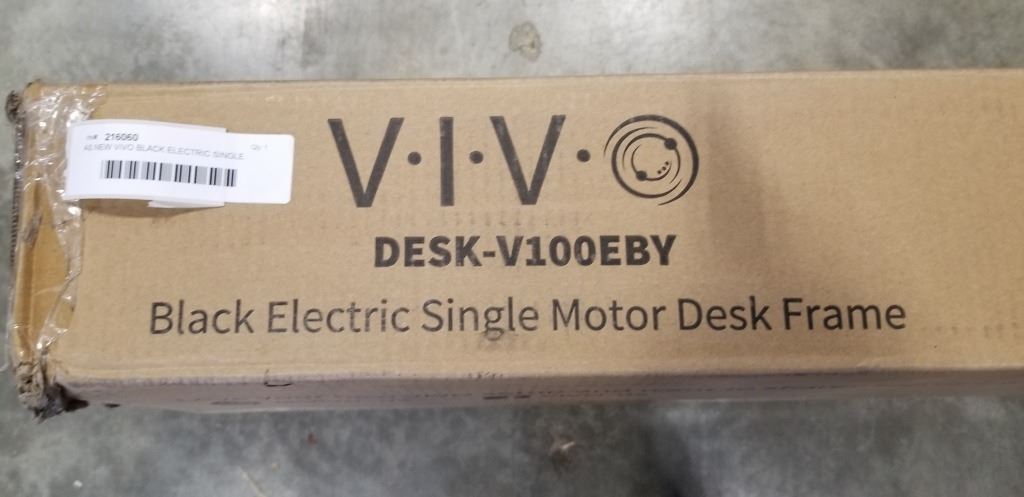 216060
Qty: 1
AS NEW VIVO BLACK ELECTRIC SINGLE
V·I·V·O
DESK-V100EBY
Black Electric Single Motor Desk Frame